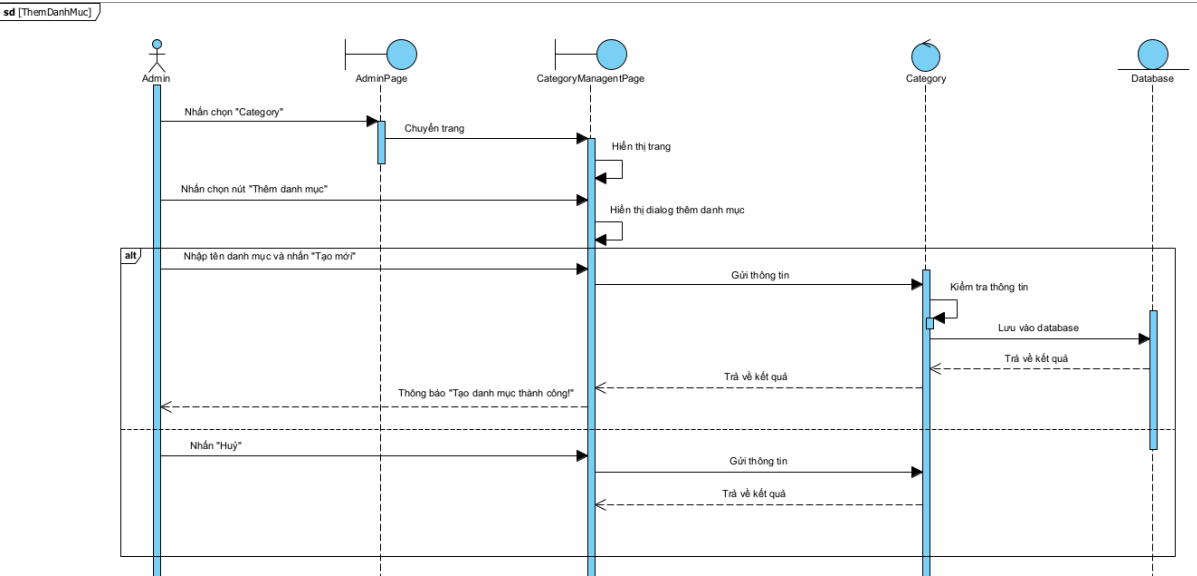 sd [ThemDanhMuc]
Admin
AdminPage
CategoryManagentPage
Category
Database
Nhấn chọn "Category"
Chuyển trang
Hiển thị trang
Nhấn chọn nút "Thêm danh mục"
Hiển thị dialog thêm danh mục
alt
Nhập tên danh mục và nhấn "Tạo mới"
Gửi thông tin
Kiểm tra thông tin
Lưu vào database
Trả về kết quả
Trả về kết quả
Thông báo "Tạo danh mục thành công!"
Nhấn "Huỷ"
Gửi thông tin
Trả về kết quả